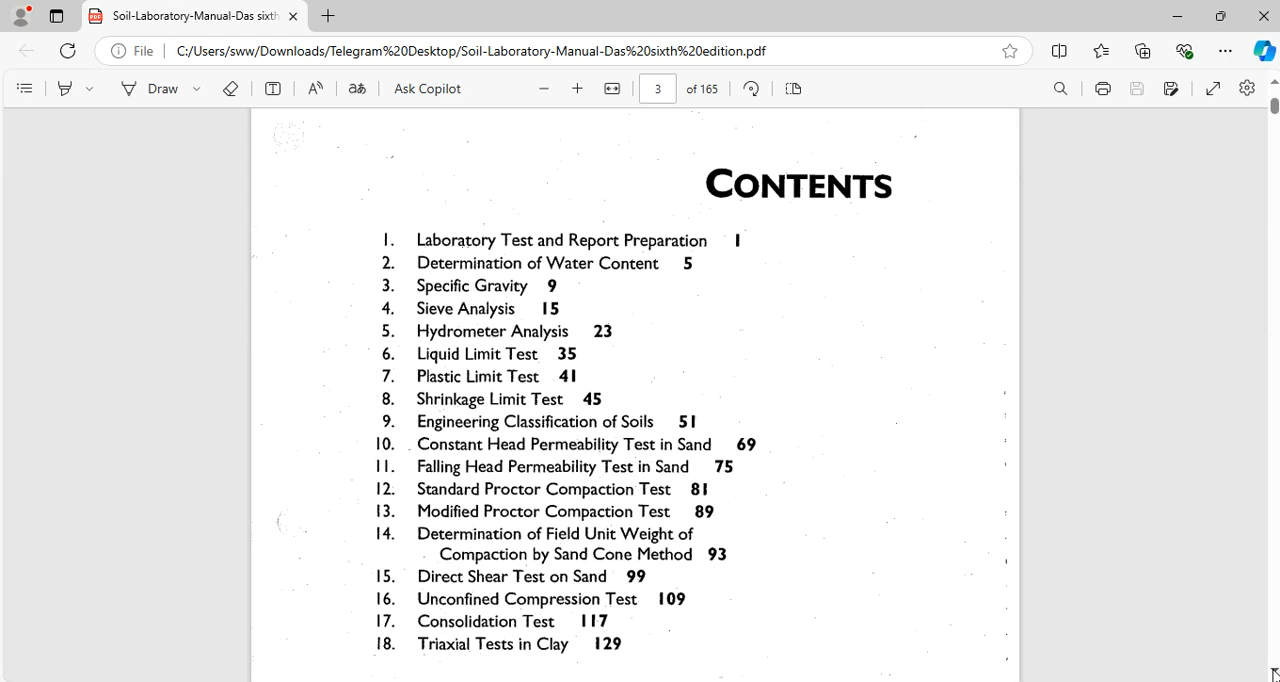 Soil-Laboratory-Manual-Das sixth
File
C:/Users/sww/Downloads/Telegram%20Desktop/Soil-Laboratory-Manual-Das%20sixth%20edition.pdf
Draw
aあ
Ask Copilot
3 of 165
CONTENTS
1. Laboratory Test and Report Preparation 1
2. Determination of Water Content 5
3. Specific Gravity 9
4. Sieve Analysis 15
5. Hydrometer Analysis 23
6. Liquid Limit Test 35
7. Plastic Limit Test 41
8. Shrinkage Limit Test 45
9. Engineering Classification of Soils 51
10. Constant Head Permeability Test in Sand 69
11. Falling Head Permeability Test in Sand 75
12. Standard Proctor Compaction Test 81
13. Modified Proctor Compaction Test 89
14. Determination of Field Unit Weight of
Compaction by Sand Cone Method 93
15. Direct Shear Test on Sand 99
16. Unconfined Compression Test 109
17. Consolidation Test 117
18. Triaxial Tests in Clay 129